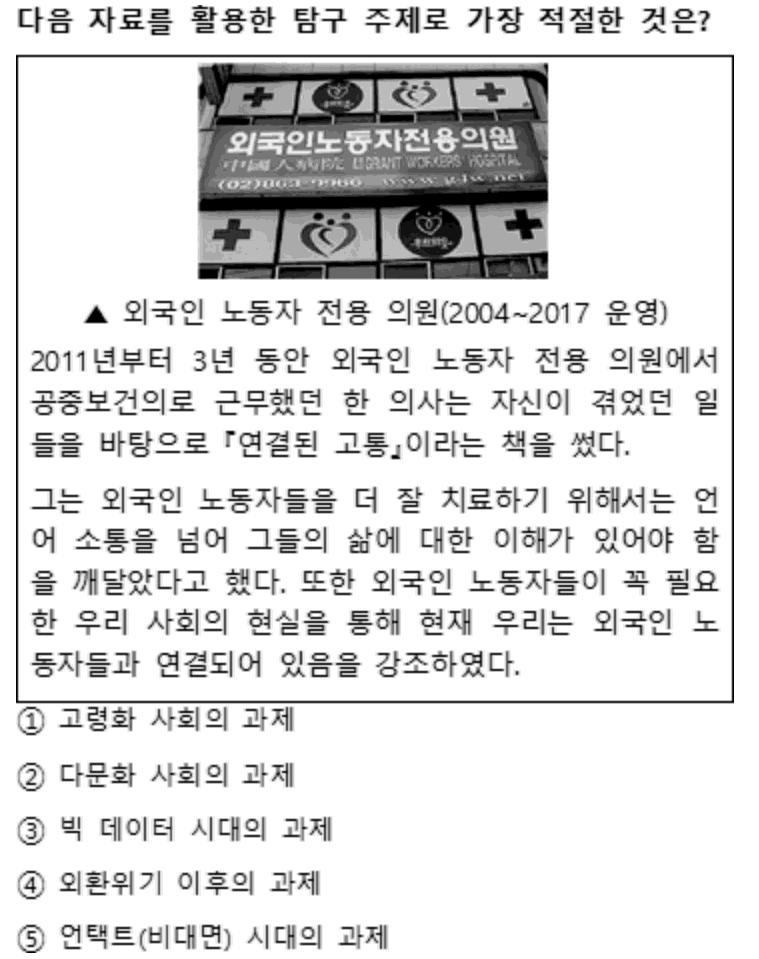 다음 자료를 활용한 탐구 주제로 가장 적절한 것은?
외국인노동자전용의원
MIGRANT WORKERS' HOSPITAL
▲ 외국인 노동자 전용 의원(2004~2017 운영)
2011년부터 3년 동안 외국인 노동자 전용 의원에서
공중보건의로 근무했던 한 의사는 자신이 겪었던 일
들을 바탕으로 『연결된 고통』이라는 책을 썼다.
그는 외국인 노동자들을 더 잘 치료하기 위해서는 언
어 소통을 넘어 그들의 삶에 대한 이해가 있어야 함
을 깨달았다고 했다. 또한 외국인 노동자들이 꼭 필요
한 우리 사회의 현실을 통해 현재 우리는 외국인 노
동자들과 연결되어 있음을 강조하였다.
① 고령화 사회의 과제
② 다문화 사회의 과제
③ 빅 데이터 시대의 과제
④ 외환위기 이후의 과제
⑤ 언택트(비대면) 시대의 과제